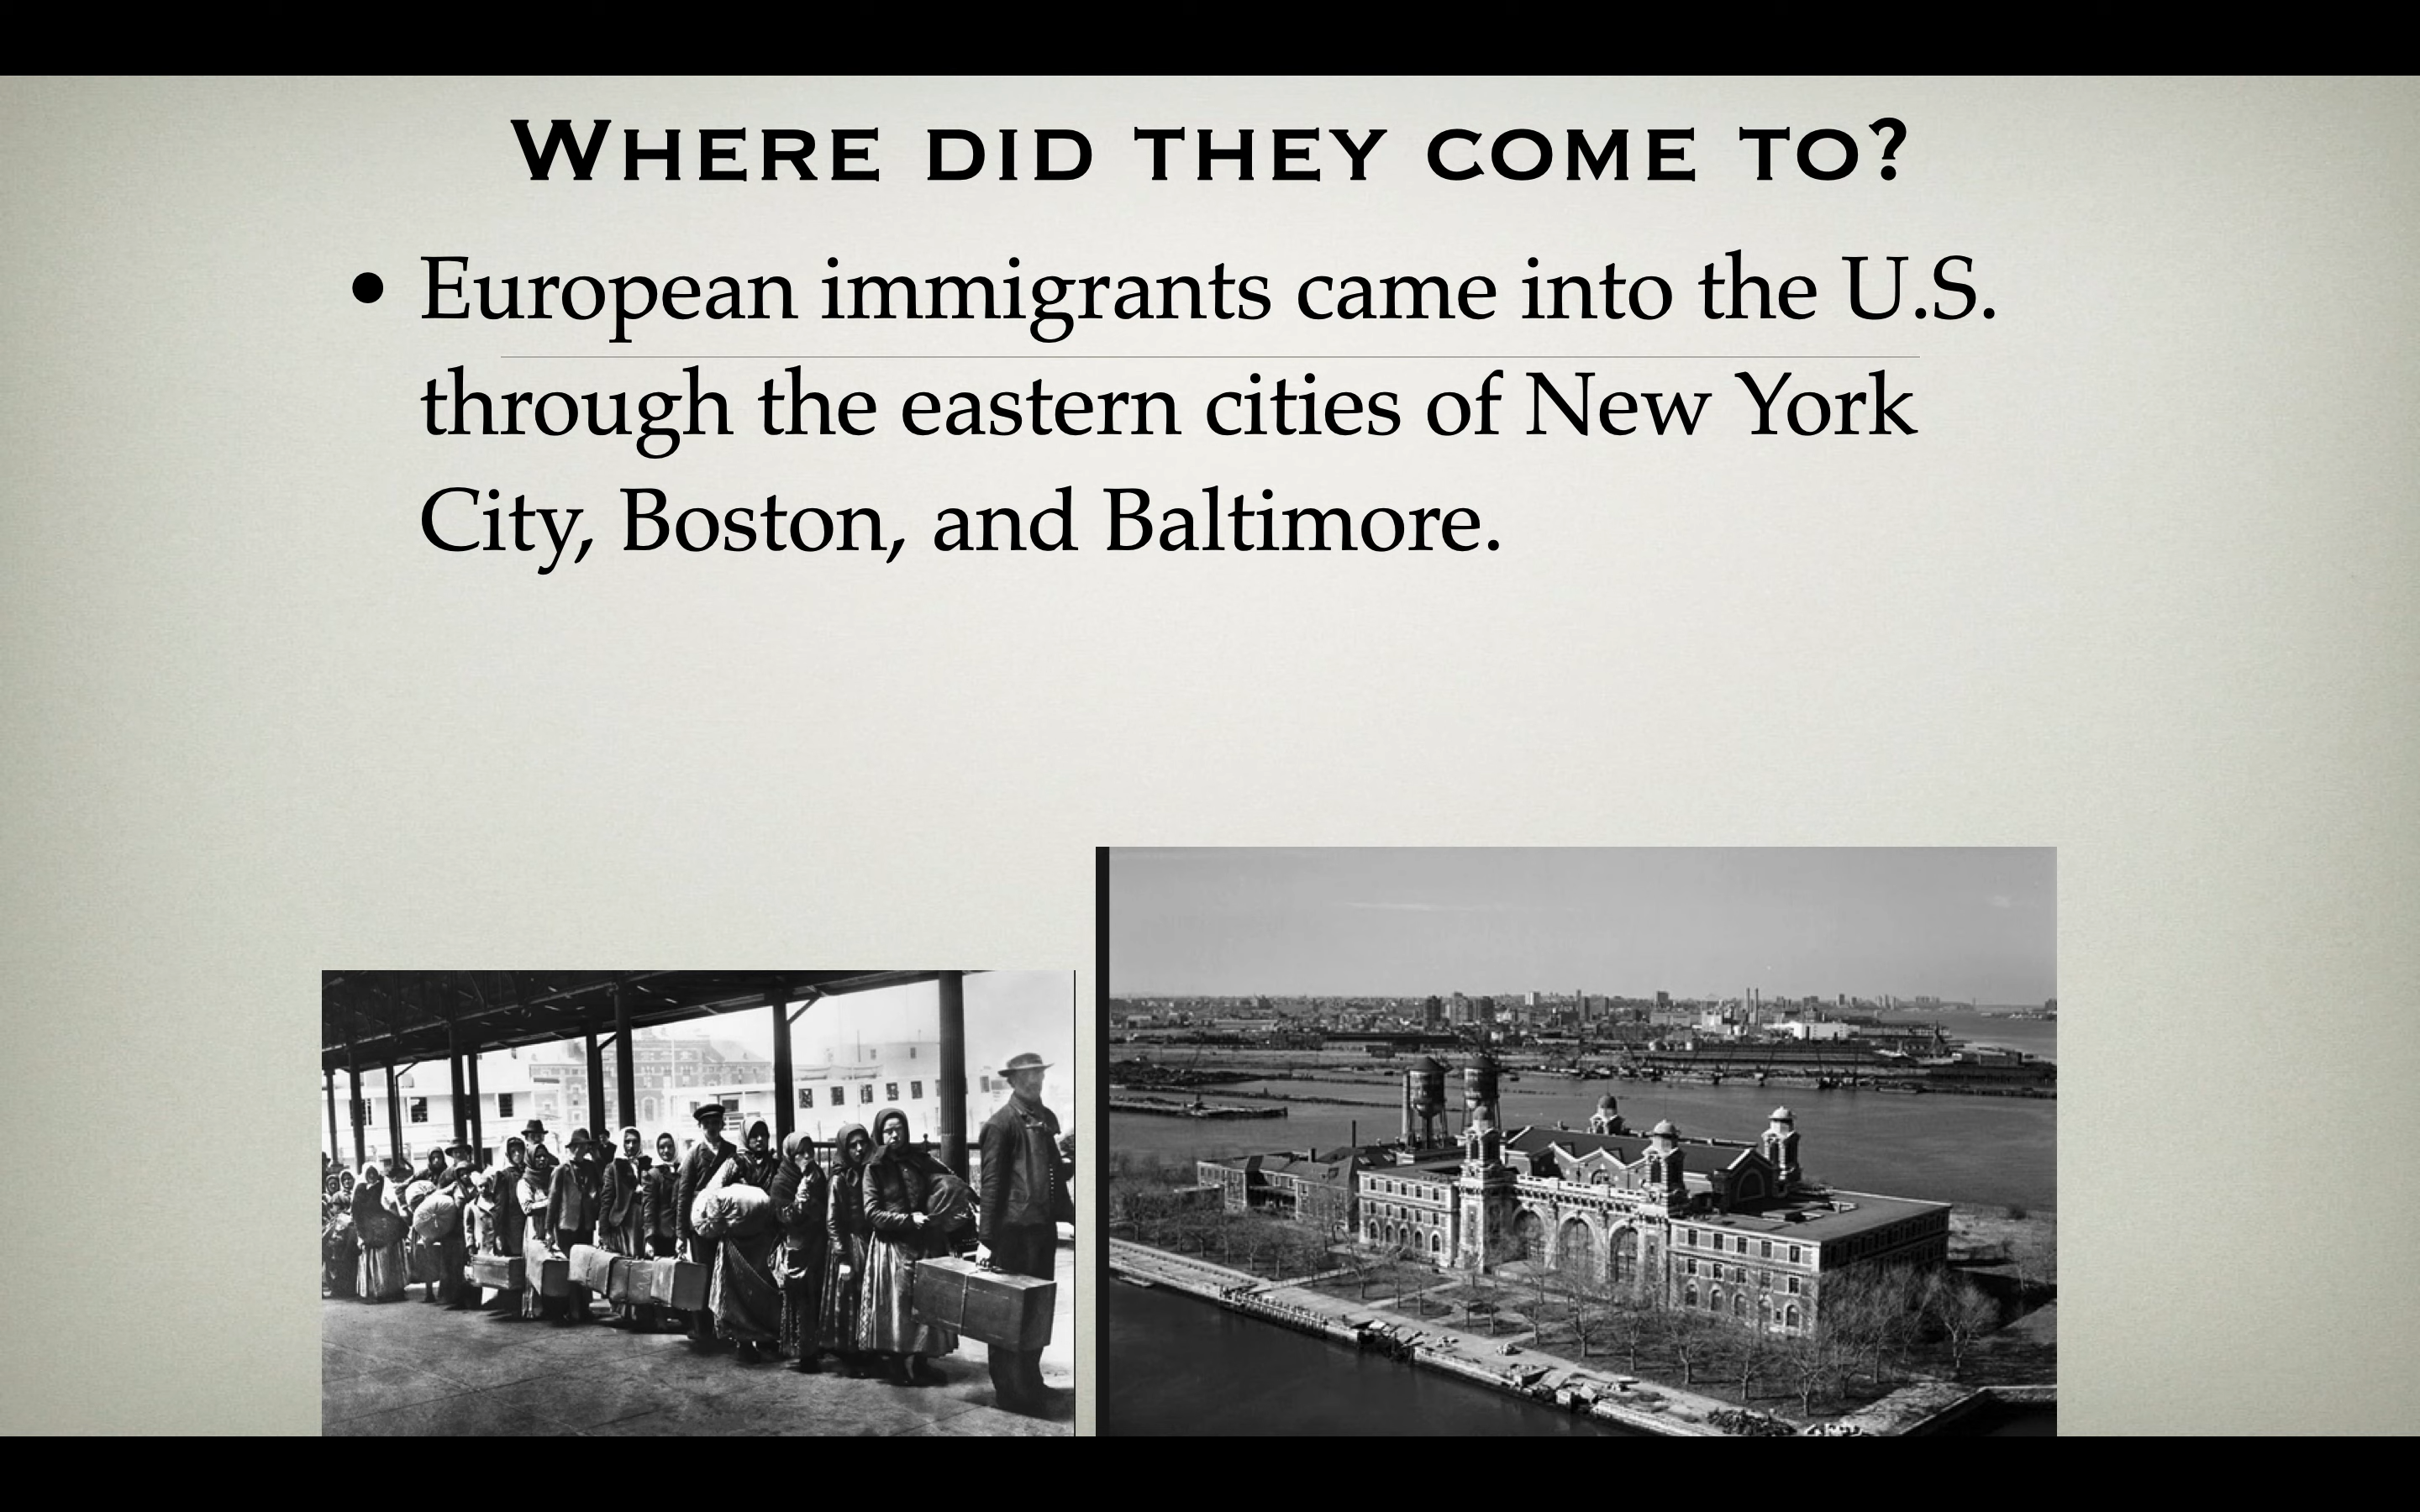 Where did they come to?
• European immigrants came into the U.S.
through the eastern cities of New York
City, Boston, and Baltimore.